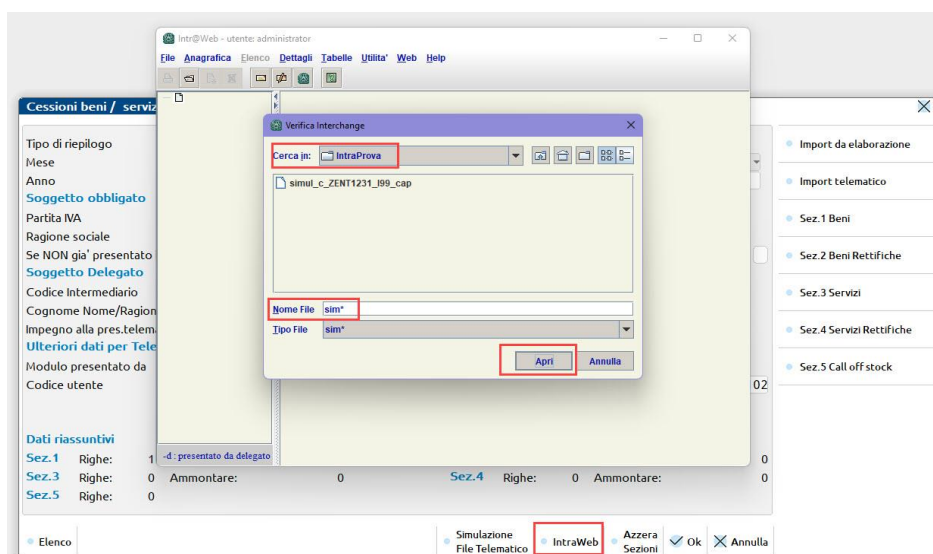 Intr@Web - utente: administrator
File Anagrafica Elenco Dettagli Tabelle Utilita' Web Help
Cessioni beni / serviz
Verifica Interchange
Cerca in: IntraProva
simul_c_ZENT1231_I99_cap
Nome File sim*
Tipo File sim*
Apri Annulla
-d : presentato da delegato
Tipo di riepilogo
Mese
Anno
Soggetto obbligato
Partita IVA
Ragione sociale
Se NON gia' presentato
Soggetto Delegato
Codice Intermediario
Cognome Nome/Ragion
Impegno alla pres.telem
Ulteriori dati per Tele
Modulo presentato da
Codice utente
02
Dati riassuntivi
Sez.1 Righe: 1 0
Sez.3 Righe: 0 Ammontare: 0 Sez.4 Righe: 0 Ammontare: 0
Sez.5 Righe: 0
Import da elaborazione
Import telematico
Sez.1 Beni
Sez.2 Beni Rettifiche
Sez.3 Servizi
Sez.4 Servizi Rettifiche
Sez.5 Call off stock
Elenco
Simulazione
File Telematico
IntraWeb
Azzera
Sezioni
Ok
Annulla